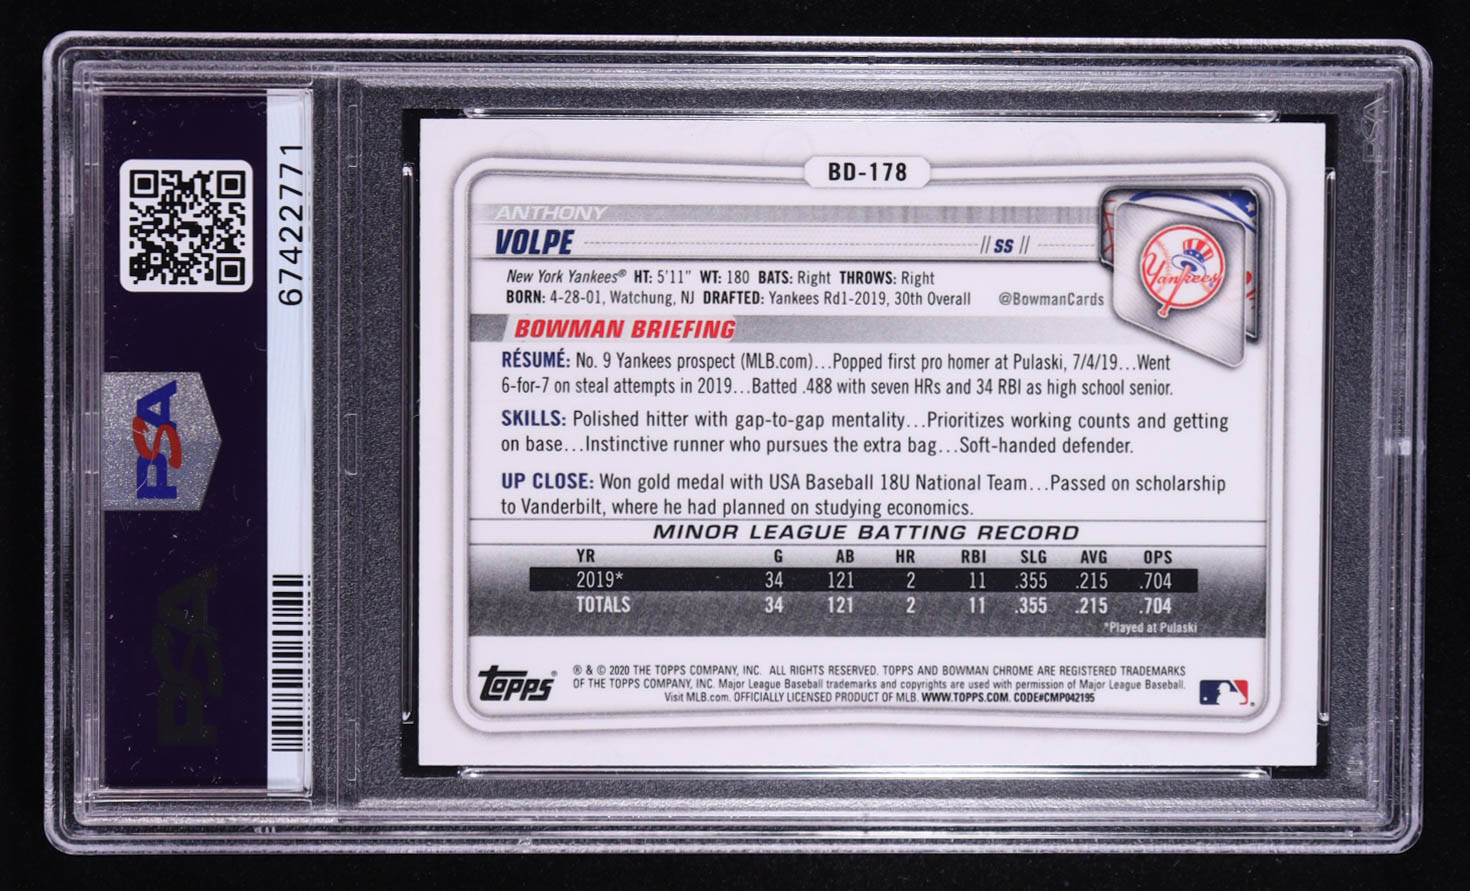 67422771
PSA
PSA
BD-178
ANTHONY
VOLPE
// SS //
Yankees
New York Yankees® HT: 5'11" WT: 180 BATS: Right THROWS: Right
BORN: 4-28-01, Watchung, NJ DRAFTED: Yankees Rd1-2019, 30th Overall @BowmanCards
BOWMAN BRIEFING
RÉSUMÉ: No. 9 Yankees prospect (MLB.com)...Popped first pro homer at Pulaski, 7/4/19...Went
6-for-7 on steal attempts in 2019...Batted .488 with seven HRs and 34 RBI as high school senior.
SKILLS: Polished hitter with gap-to-gap mentality...Prioritizes working counts and getting
on base...Instinctive runner who pursues the extra bag...Soft-handed defender.
UP CLOSE: Won gold medal with USA Baseball 18U National Team...Passed on scholarship
to Vanderbilt, where he had planned on studying economics.
MINOR LEAGUE BATTING RECORD
YR G AB HR RBI SLG AVG OPS
2019* 34 121 2 11 .355 .215 .704
TOTALS 34 121 2 11 .355 .215 .704
*Played at Pulaski
Topps®
® & © 2020 THE TOPPS COMPANY, INC. ALL RIGHTS RESERVED. TOPPS AND BOWMAN CHROME ARE REGISTERED TRADEMARKS
OF THE TOPPS COMPANY, INC. Major League Baseball trademarks and copyrights are used with permission of Major League Baseball.
Visit MLB.com. OFFICIALLY LICENSED PRODUCT OF MLB. WWW.TOPPS.COM. CODE#CMP042195